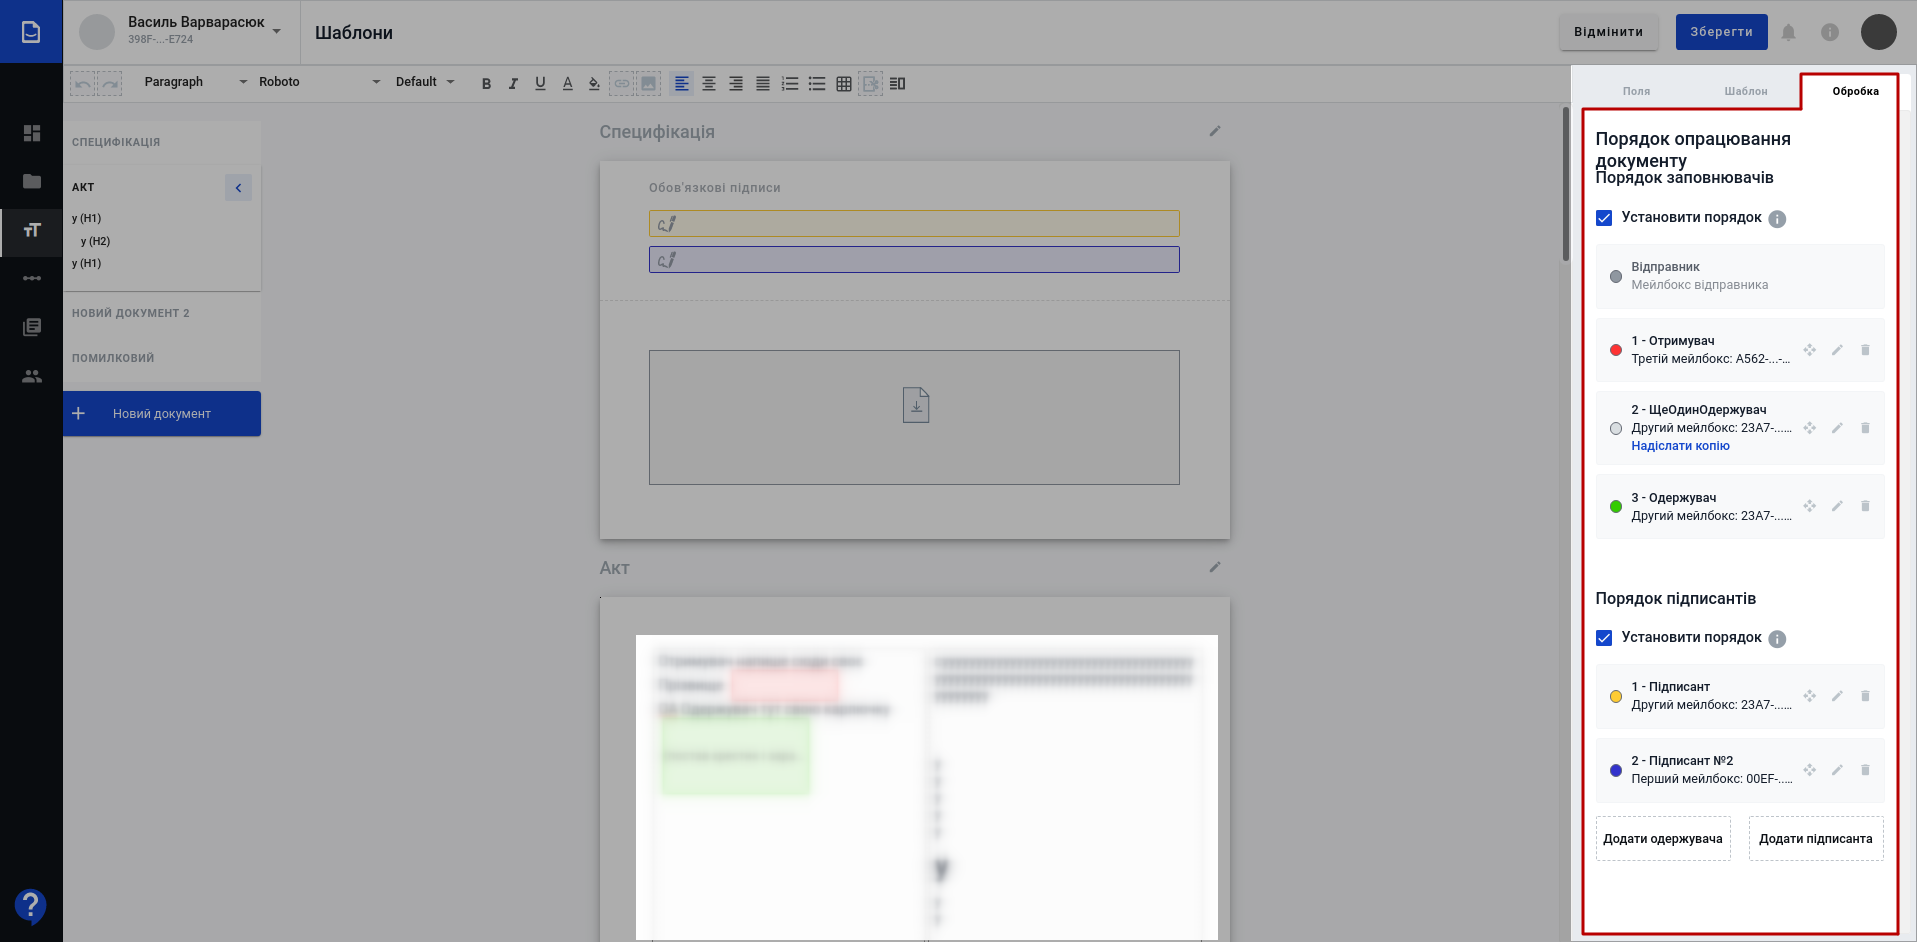 Василь Варварасюк
398F-...-E724
Шаблони
Відмінити
Зберегти
Paragraph
Roboto
Default
Поля
Шаблон
Обробка
СПЕЦИФІКАЦІЯ
АКТ
y (H1)
y (H2)
y (H1)
НОВИЙ ДОКУМЕНТ 2
ПОМИЛКОВИЙ
Новий документ
Специфікація
Обов'язкові підписи
Акт
y
Порядок опрацювання
документу
Порядок заповнювачів
Установити порядок
Відправник
Мейлбокс відправника
1 - Отримувач
Третій мейлбокс: A562-...-...
2 - ЩеОдинОдержувач
Другий мейлбокс: 23A7-......
Надіслати копію
3 - Одержувач
Другий мейлбокс: 23A7-......
Порядок підписантів
Установити порядок
1 - Підписант
Другий мейлбокс: 23A7-......
2 - Підписант №2
Перший мейлбокс: 00EF-.....
Додати одержувача
Додати підписанта